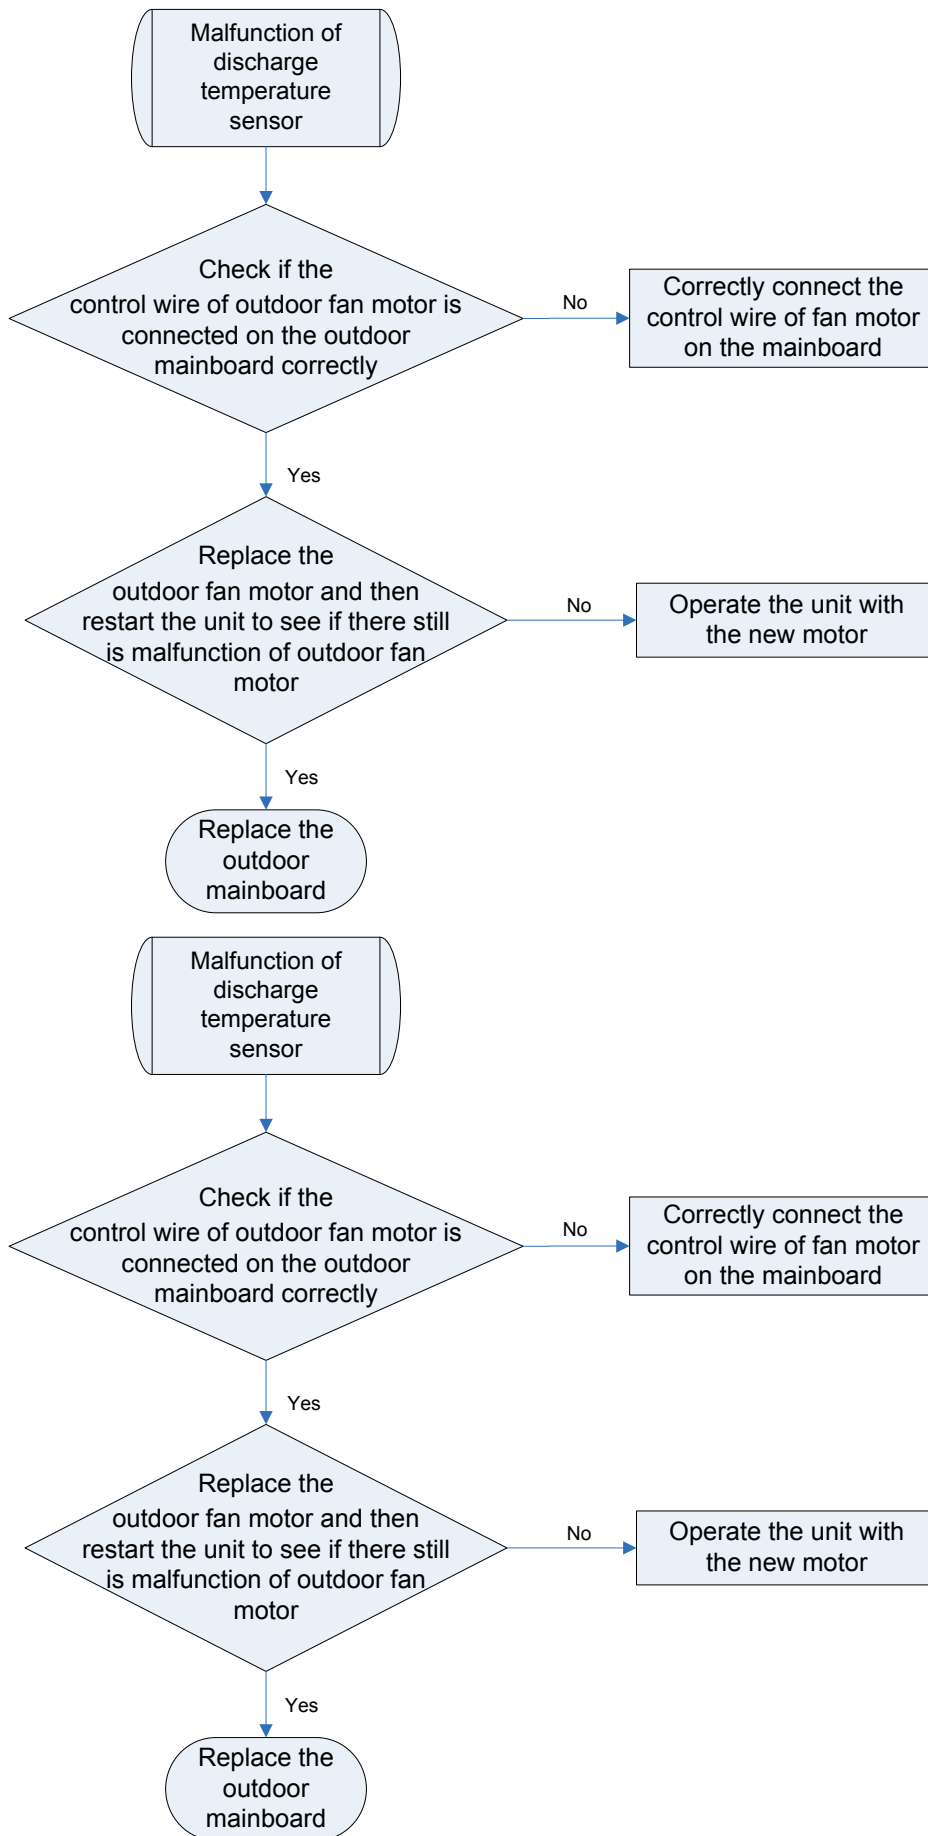 Malfunction of
discharge
temperature
sensor
Check if the
control wire of outdoor fan motor is
connected on the outdoor
mainboard correctly
No
Correctly connect the
control wire of fan motor
on the mainboard
Yes
Replace the
outdoor fan motor and then
restart the unit to see if there still
is malfunction of outdoor fan
motor
No
Operate the unit with
the new motor
Yes
Replace the
outdoor
mainboard
Malfunction of
discharge
temperature
sensor
Check if the
control wire of outdoor fan motor is
connected on the outdoor
mainboard correctly
No
Correctly connect the
control wire of fan motor
on the mainboard
Yes
Replace the
outdoor fan motor and then
restart the unit to see if there still
is malfunction of outdoor fan
motor
No
Operate the unit with
the new motor
Yes
Replace the
outdoor
mainboard